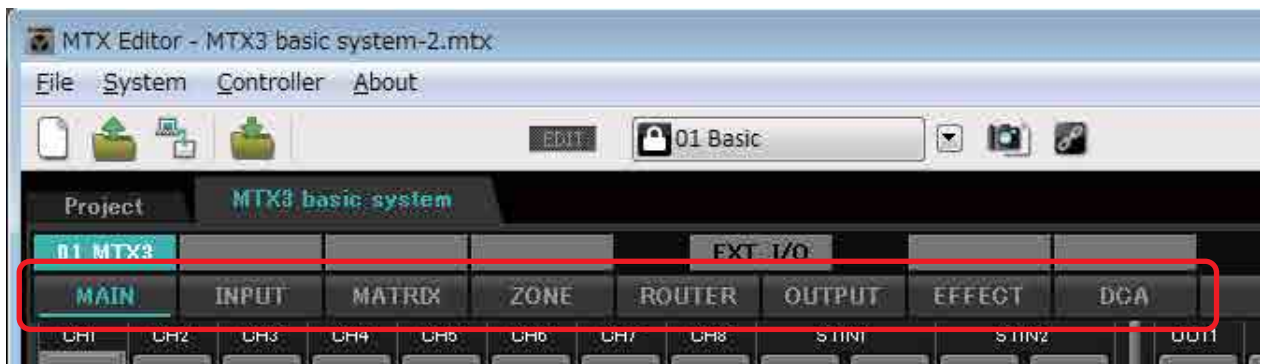 MTX Editor - MTX3 basic system-2.mtx
File System Controller About
EDIT 01 Basic
Project MTX3 basic system
01 MTX3 EXT. I/O
MAIN INPUT MATRIX ZONE ROUTER OUTPUT EFFECT DCA
CH1 CH2 CH3 CH4 CH5 CH6 CH7 CH8 STIN1 STIN2 OUT1